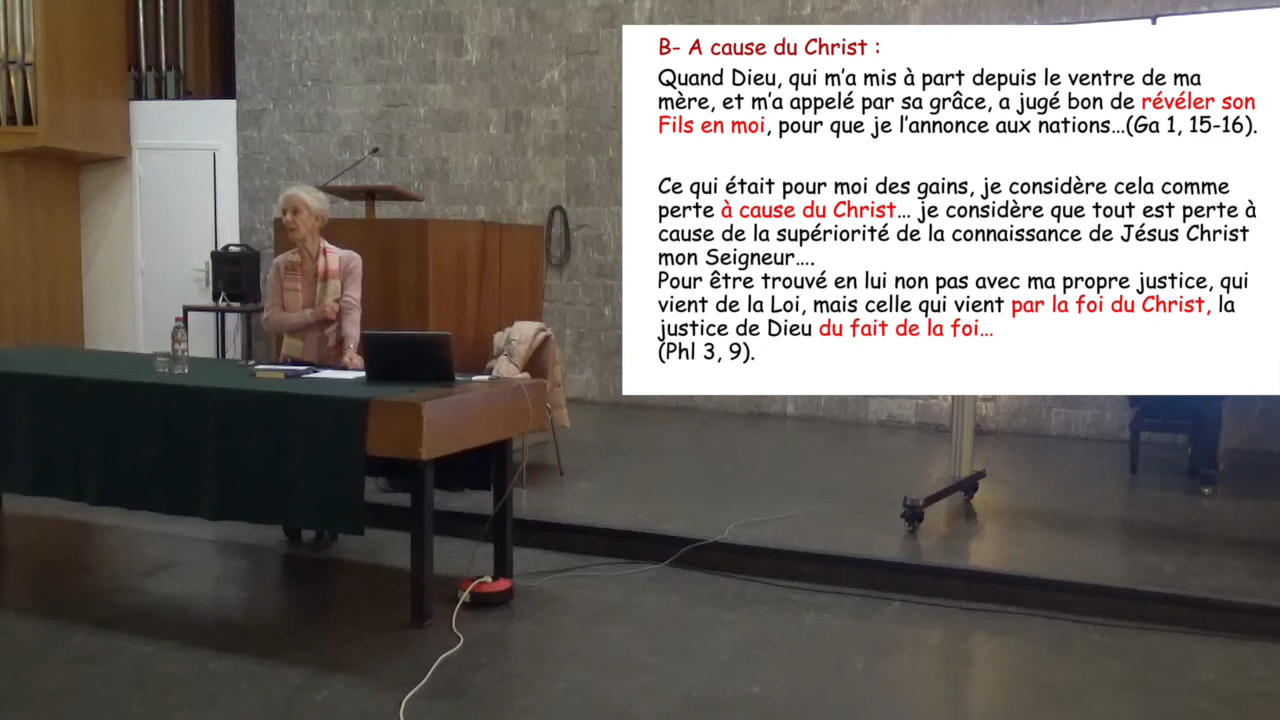 B- A cause du Christ :
Quand Dieu, qui m'a mis à part depuis le ventre de ma
mère, et m'a appelé par sa grâce, a jugé bon de révéler son
Fils en moi, pour que je l'annonce aux nations…(Ga 1, 15-16).
Ce qui était pour moi des gains, je considère cela comme
perte à cause du Christ… je considère que tout est perte à
cause de la supériorité de la connaissance de Jésus Christ
mon Seigneur….
Pour être trouvé en lui non pas avec ma propre justice, qui
vient de la Loi, mais celle qui vient par la foi du Christ, la
justice de Dieu du fait de la foi…
(Phl 3, 9).